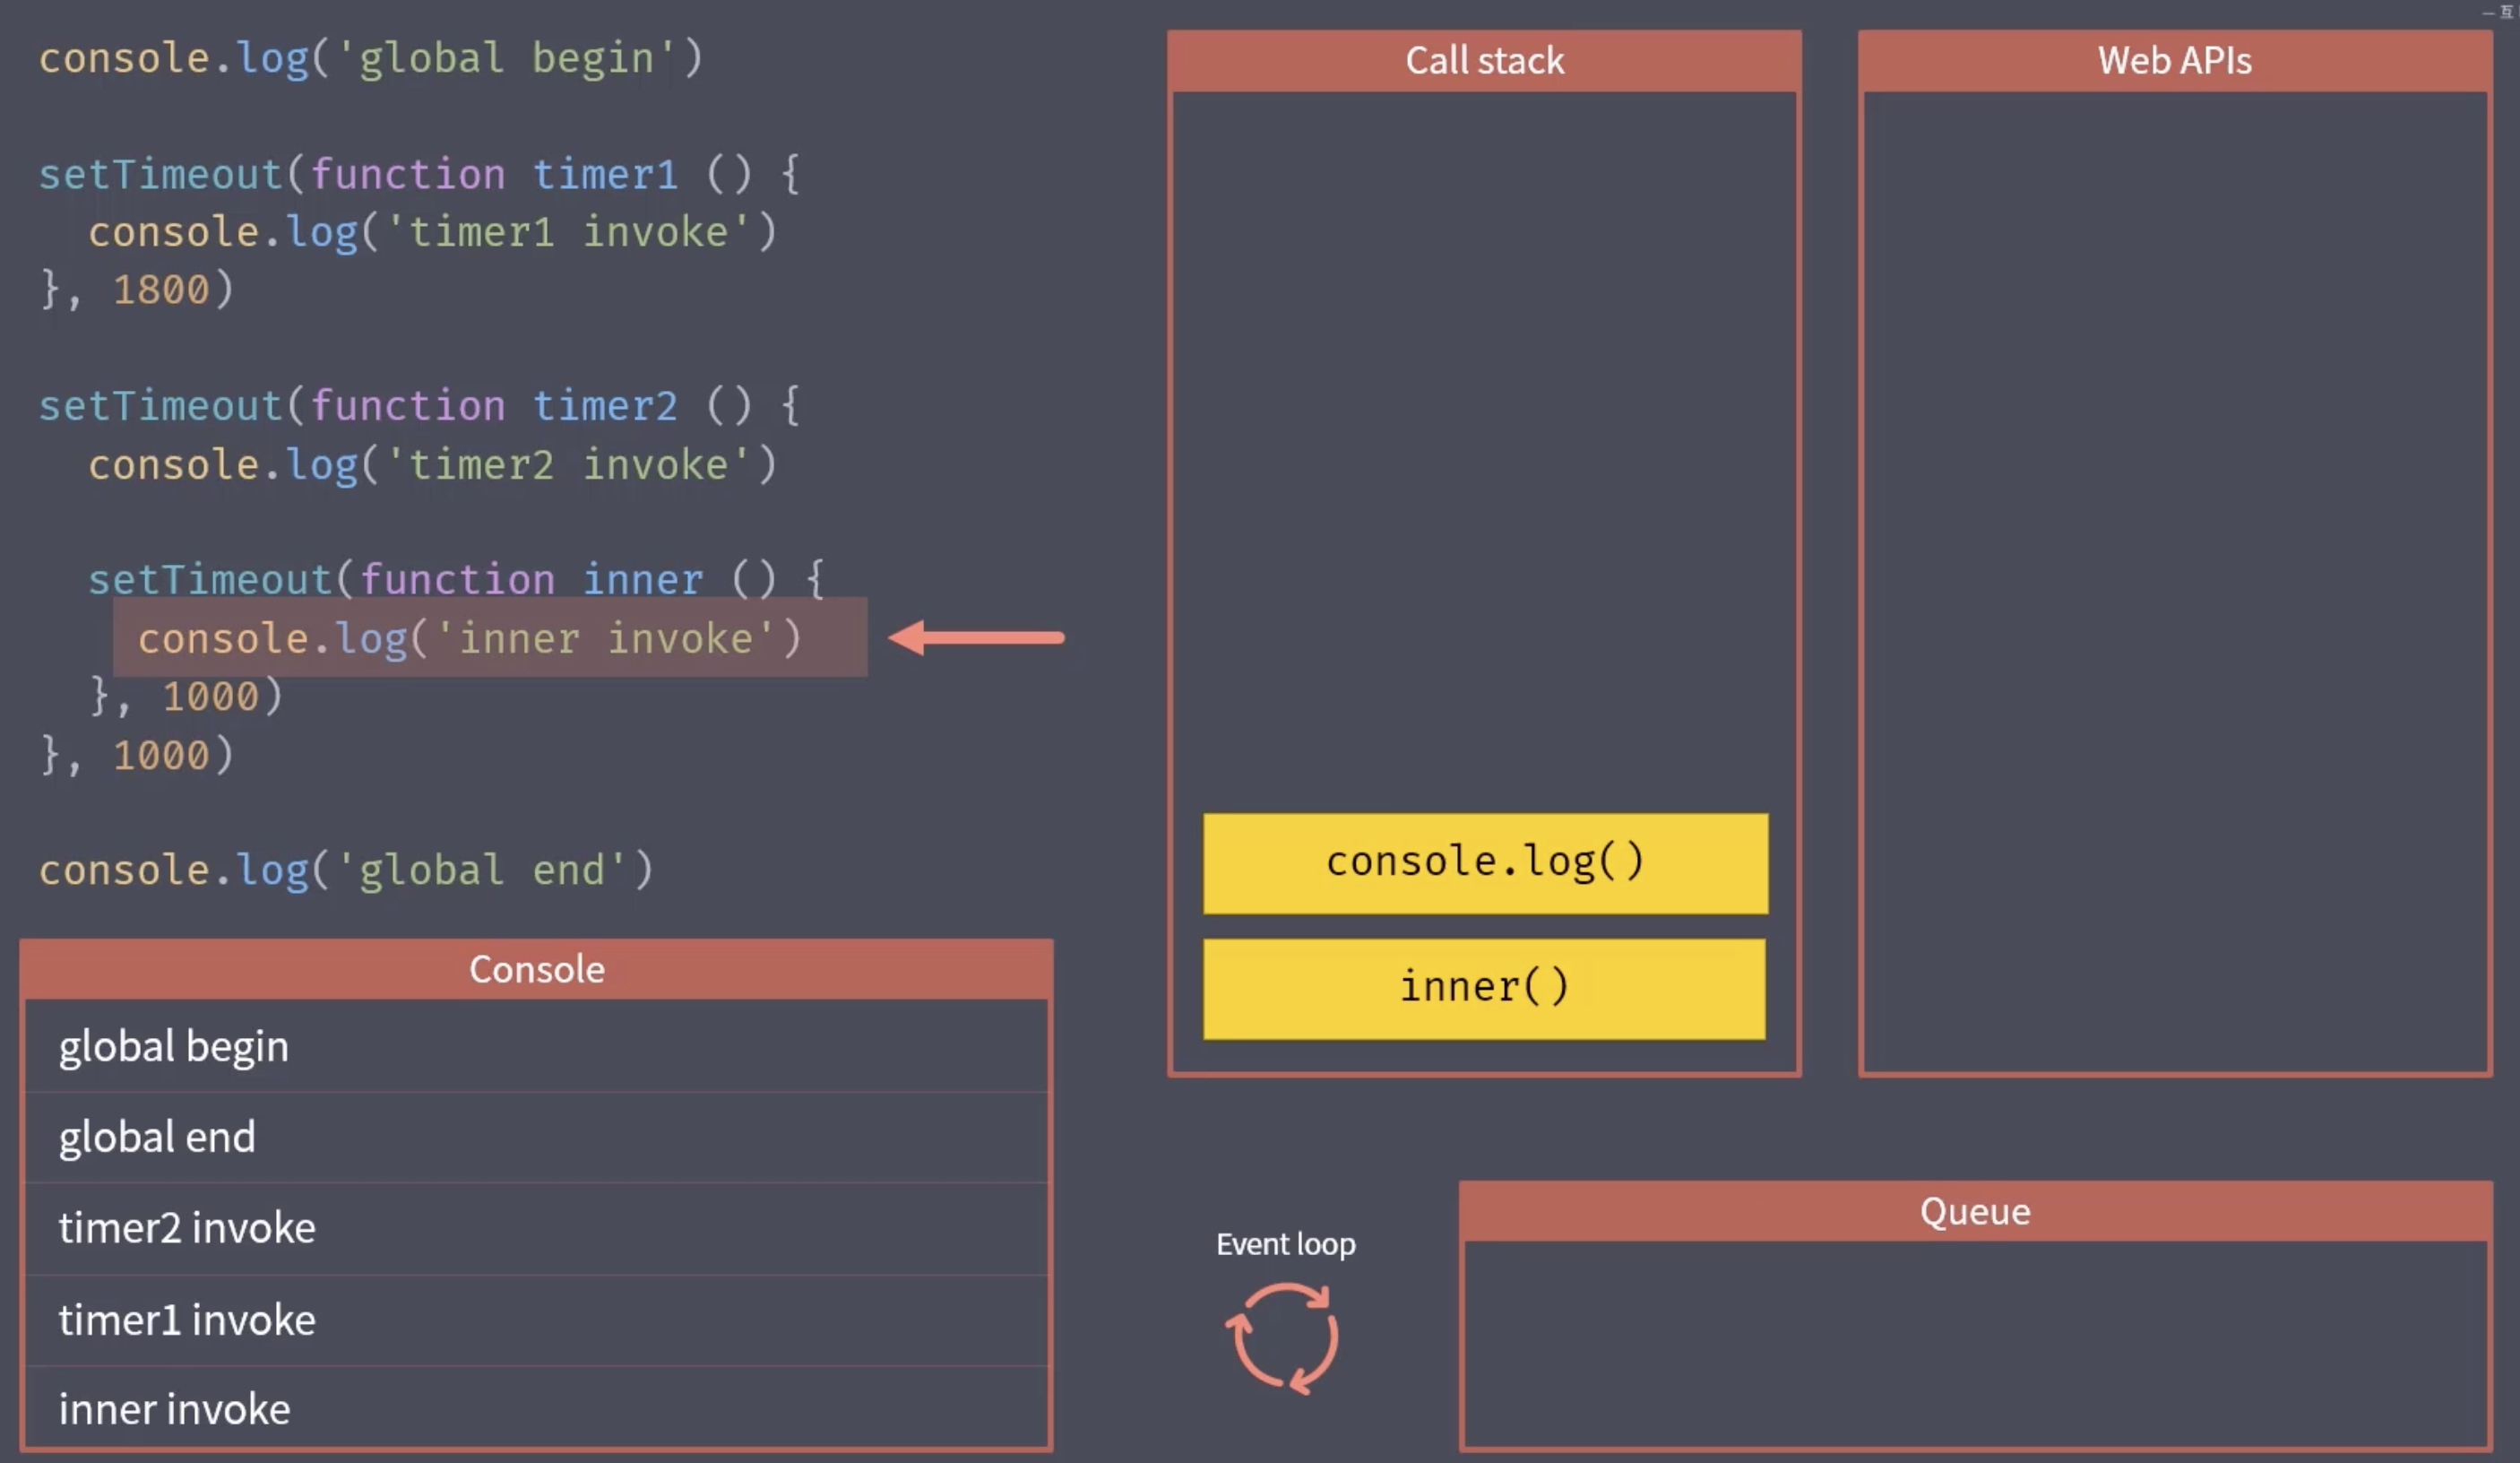 console.log('global begin')
setTimeout(function timer1 () {
  console.log('timer1 invoke')
}, 1800)
setTimeout(function timer2 () {
  console.log('timer2 invoke')
  setTimeout(function inner () {
    console.log('inner invoke')
  }, 1000)
}, 1000)
console.log('global end')
Console
global begin
global end
timer2 invoke
timer1 invoke
inner invoke
Call stack
console.log()
inner()
Web APIs
Event loop
Queue